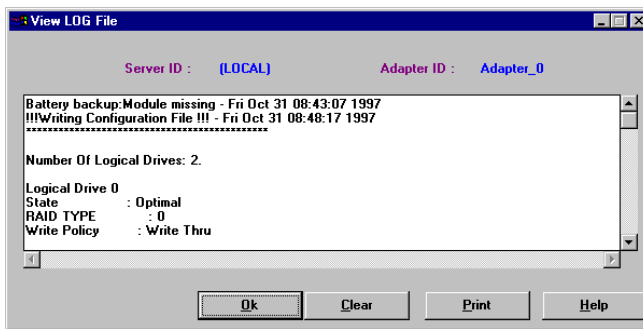 View LOG File
Server ID : (LOCAL) Adapter ID : Adapter_0
Battery backup:Module missing - Fri Oct 31 08:43:07 1997
!!!Writing Configuration File !!! - Fri Oct 31 08:48:17 1997
*********************************************
Number Of Logical Drives: 2.
Logical Drive 0
State : Optimal
RAID TYPE : 0
Write Policy : Write Thru
Ok Clear Print Help